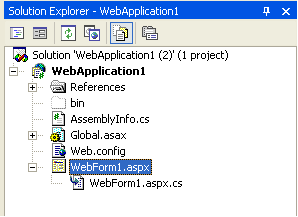 Solution Explorer - WebApplication1
Solution 'WebApplication1 (2)' (1 project)
WebApplication1
References
bin
AssemblyInfo.cs
Global.asax
Web.config
WebForm1.aspx
WebForm1.aspx.cs